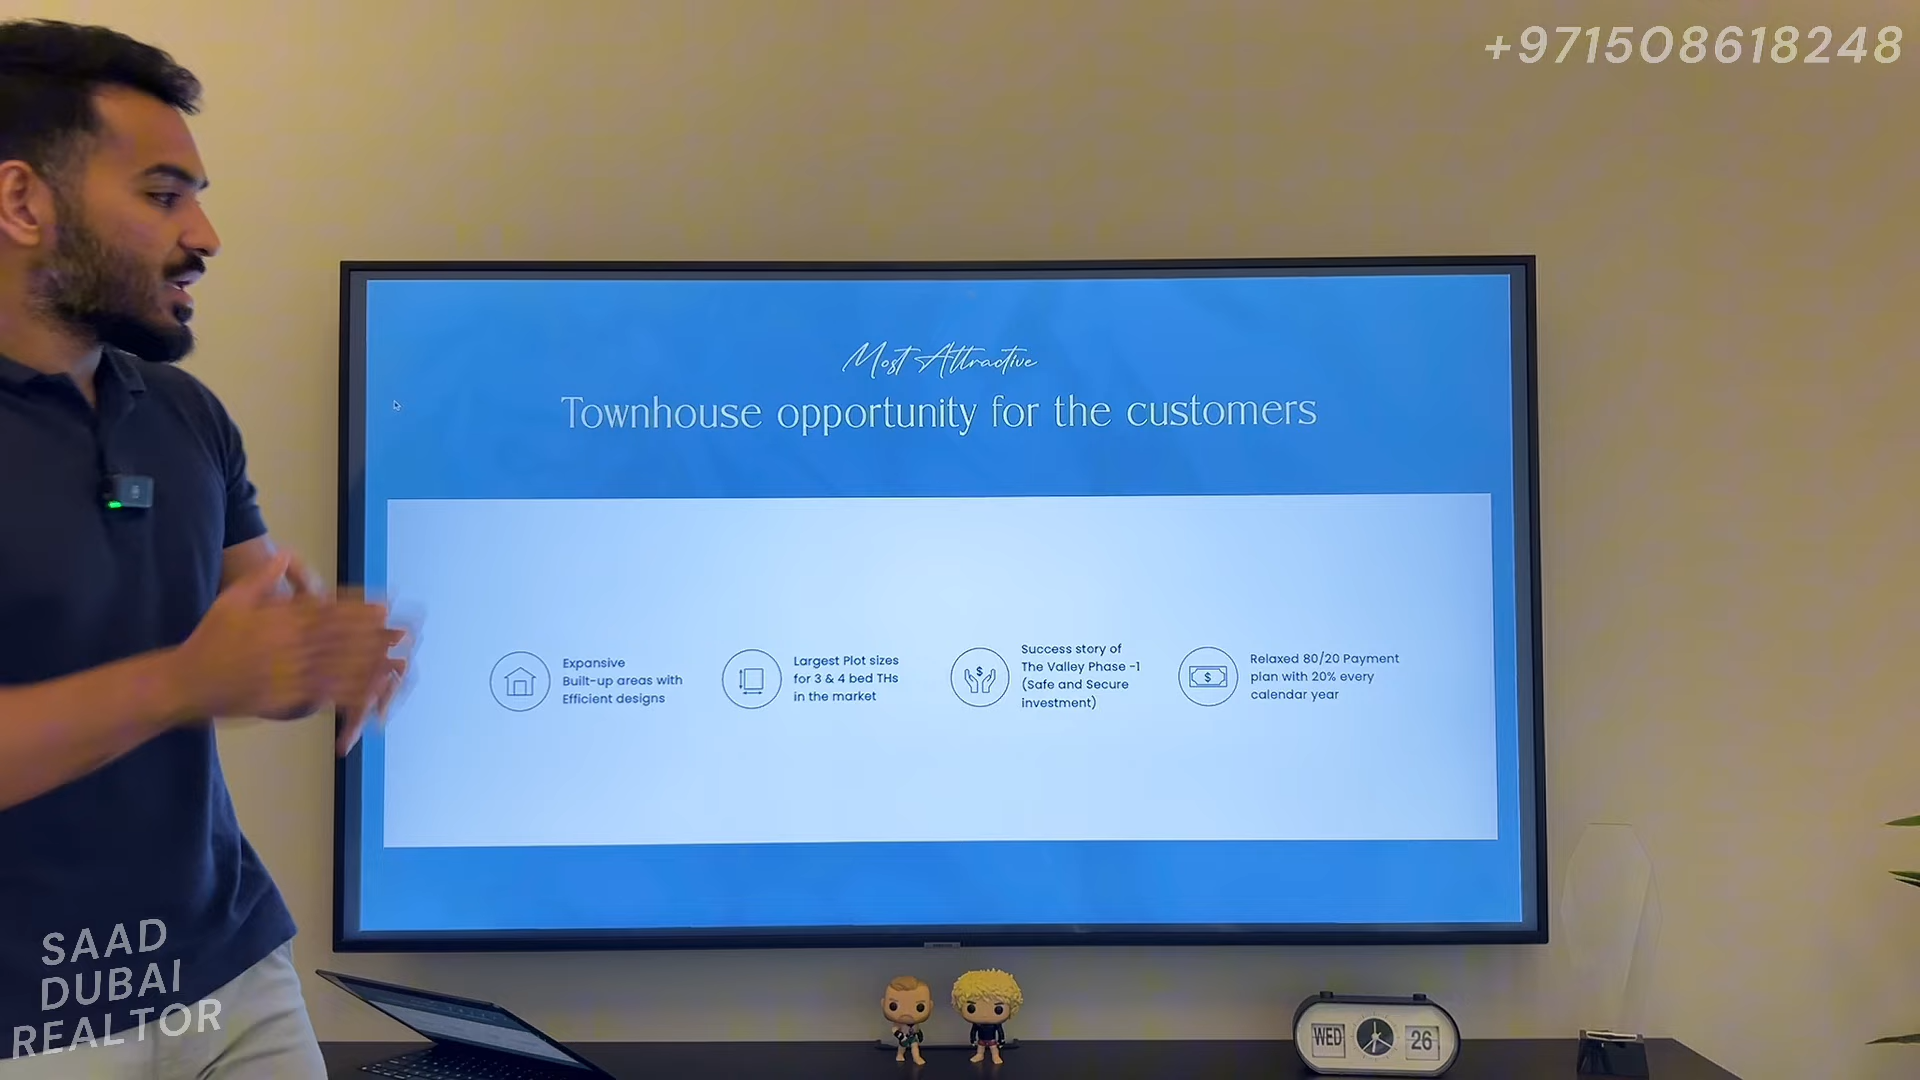 +971508618248
Most Attractive
Townhouse opportunity for the customers
Expansive
Built-up areas with
Efficient designs
Largest Plot sizes
for 3 & 4 bed THs
in the market
Success story of
The Valley Phase -1
(Safe and Secure
investment)
Relaxed 80/20 Payment
plan with 20% every
calendar year
SAAD
DUBAI
REALTOR
WED
26